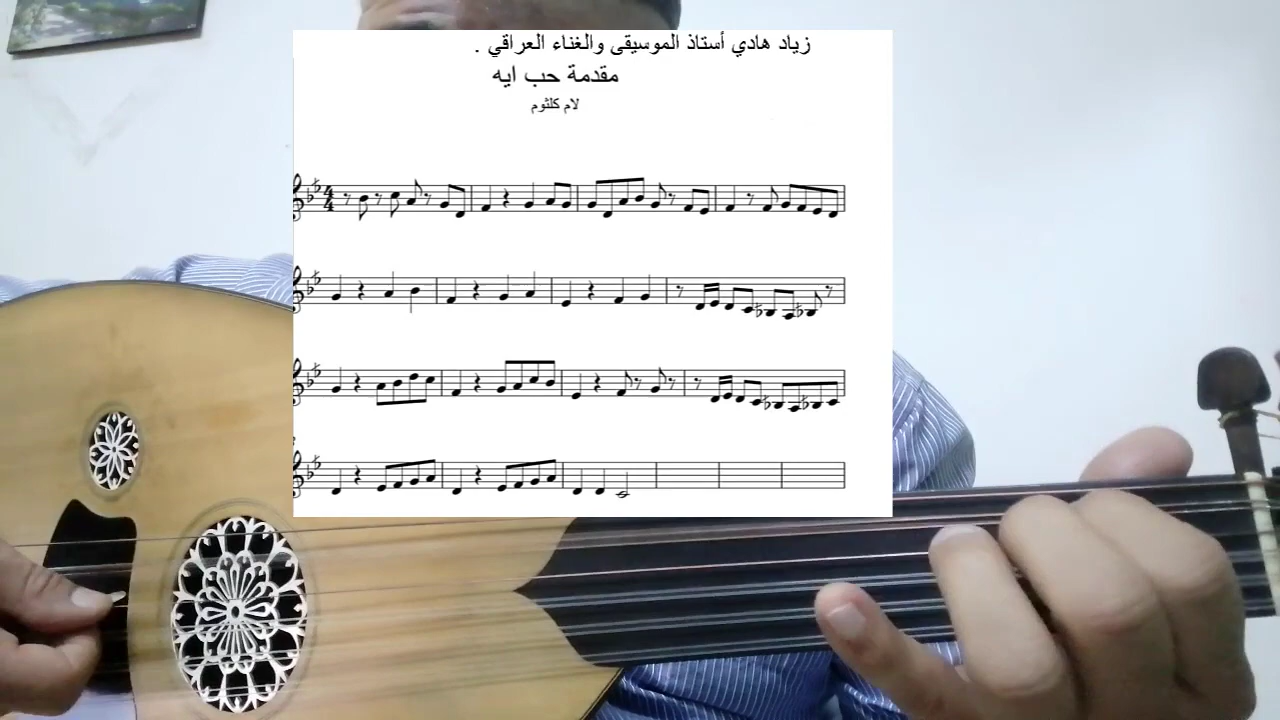 زياد هادي أستاذ الموسيقى والغناء العراقي .
مقدمة حب ايه
لام كلثوم